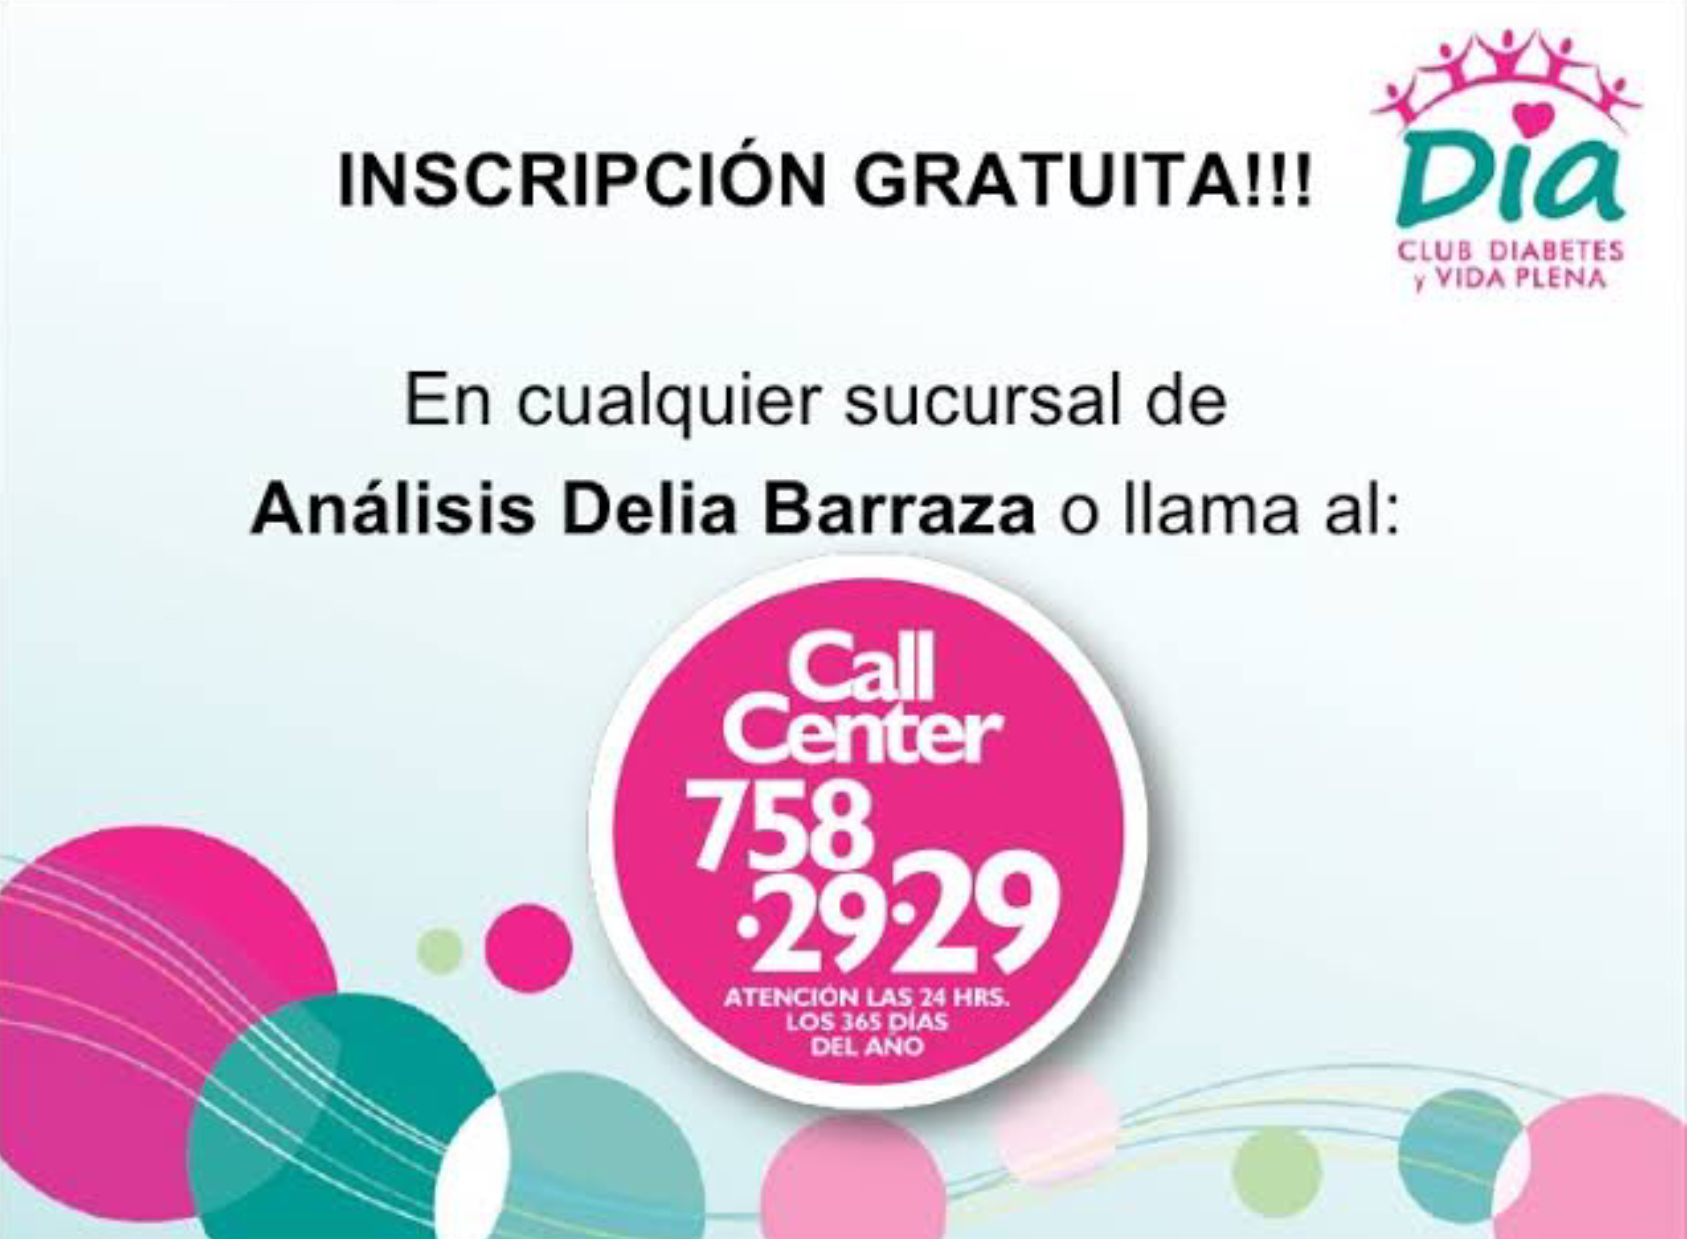 INSCRIPCIÓN GRATUITA!!!
Dia
CLUB DIABETES
y VIDA PLENA
En cualquier sucursal de
Análisis Delia Barraza o llama al:
Call
Center
758
·29·29
ATENCIÓN LAS 24 HRS.
LOS 365 DÍAS
DEL AÑO